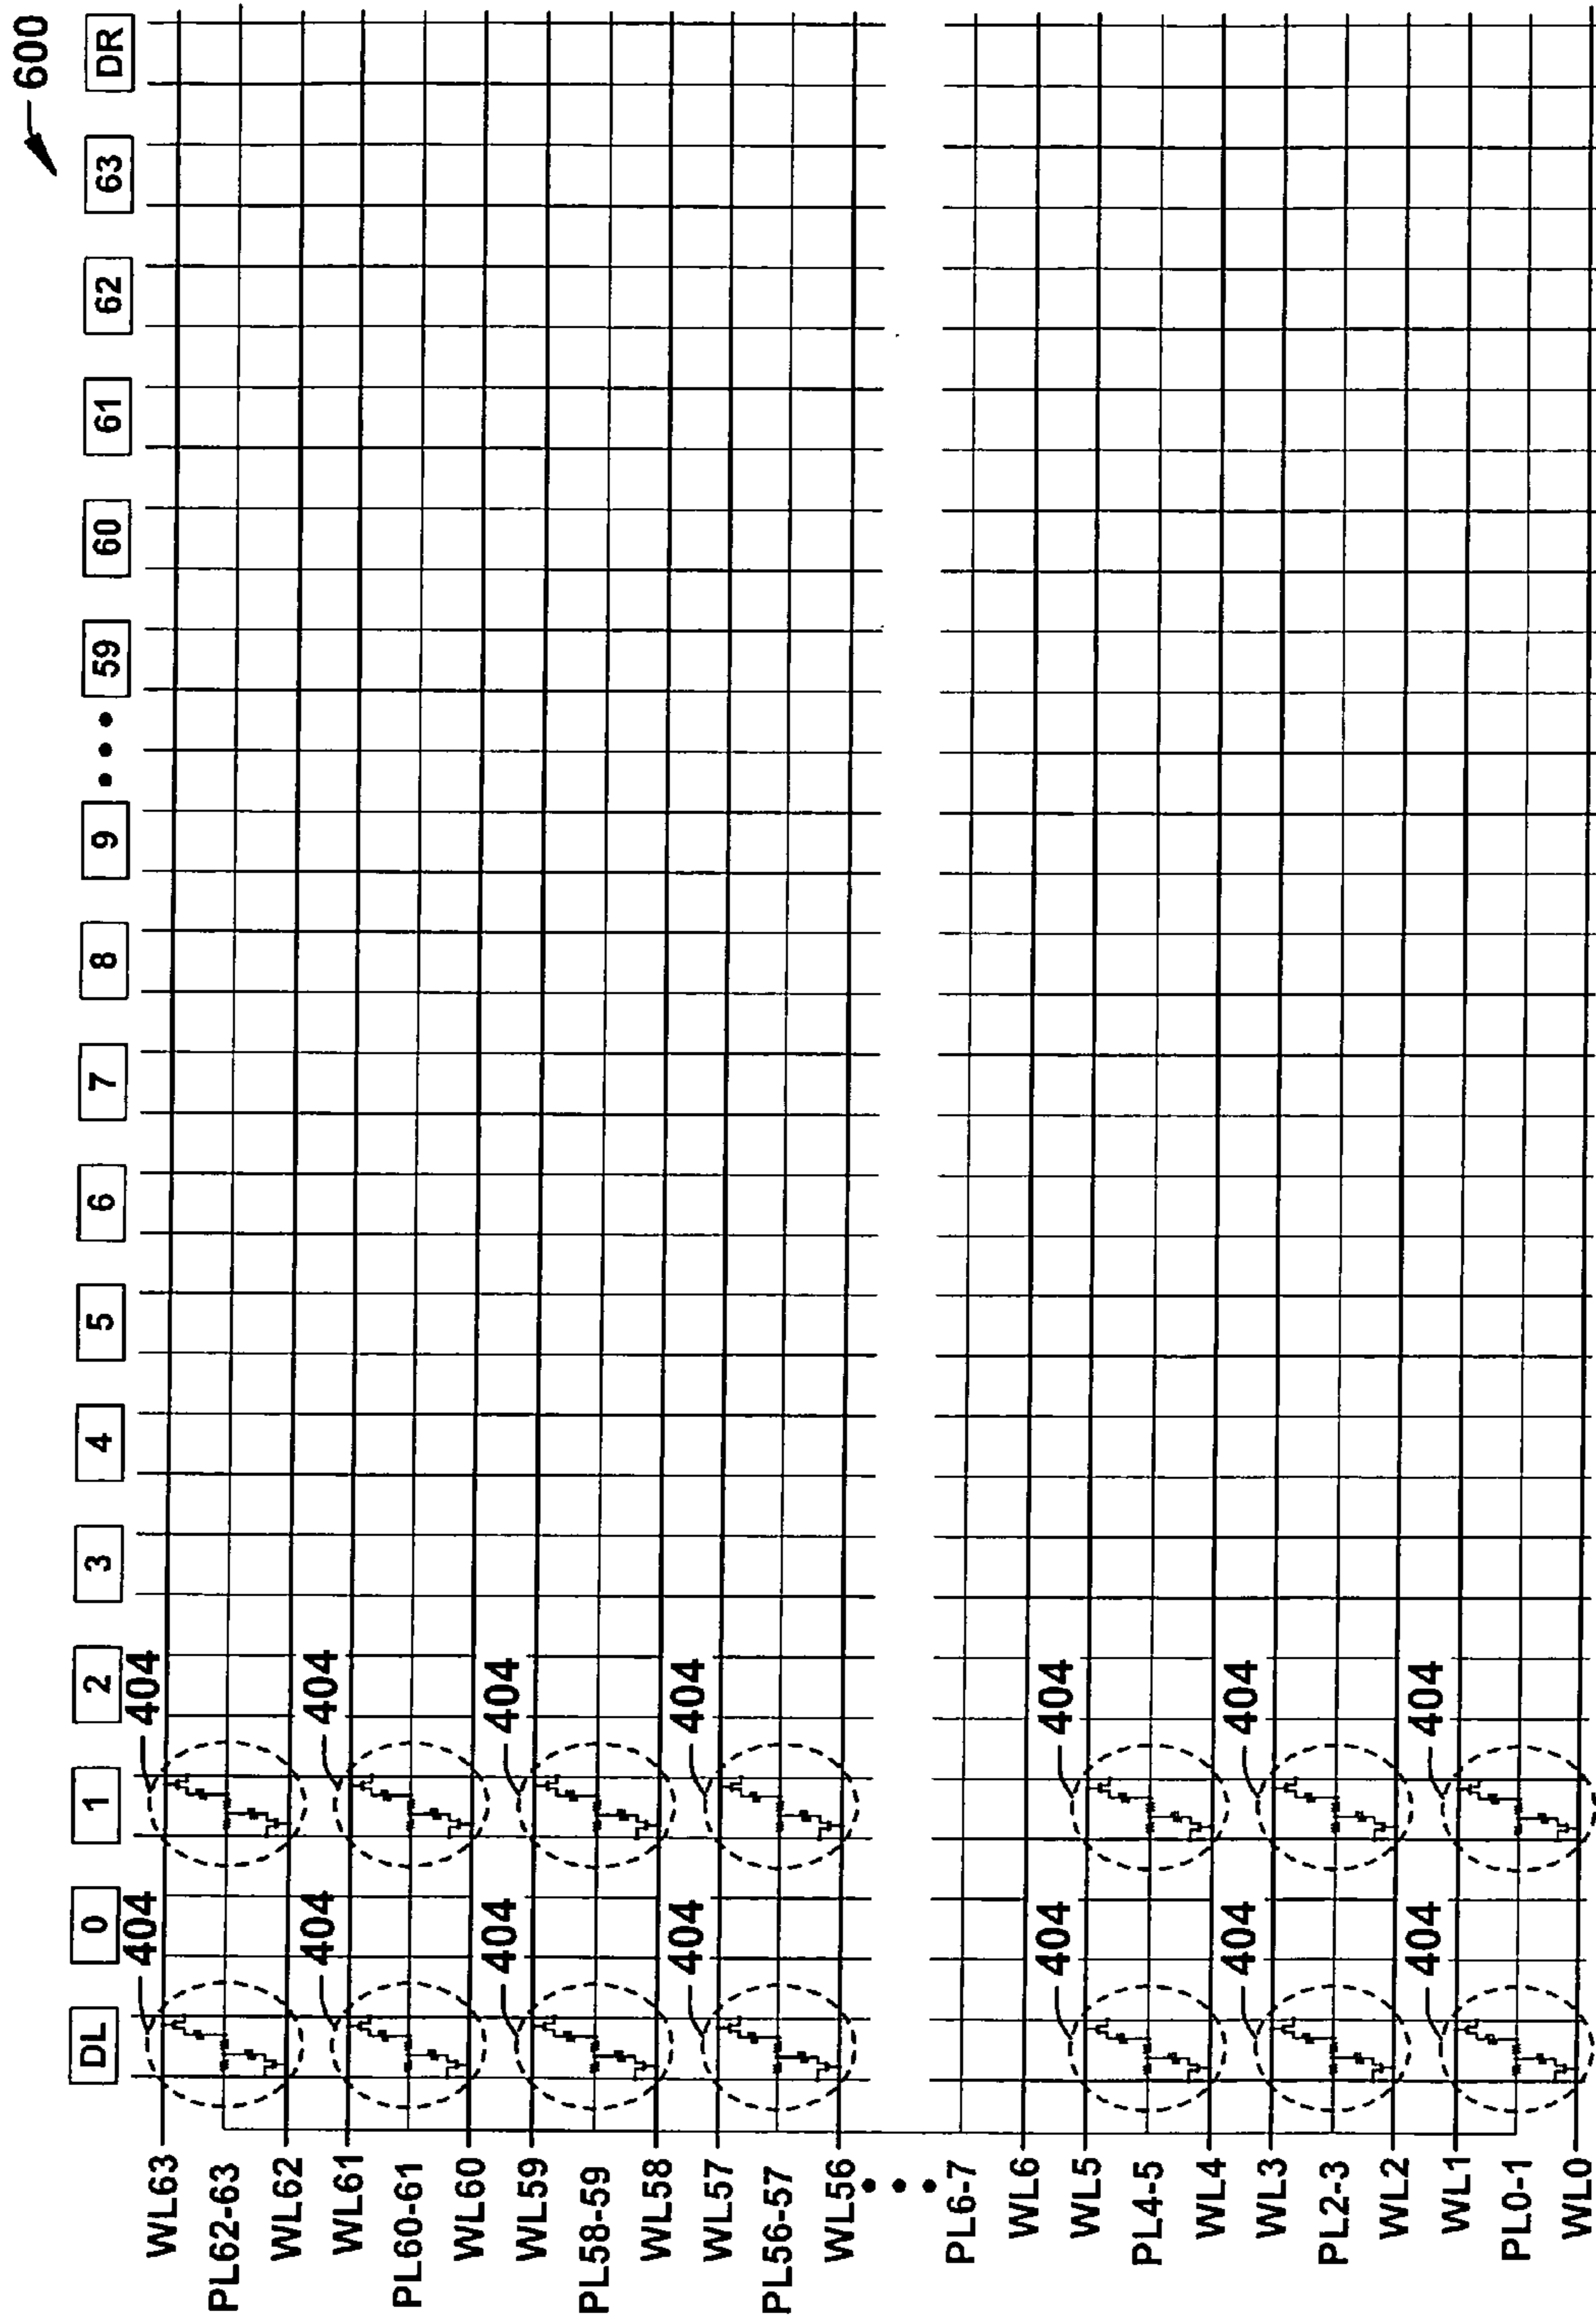 600
DL 0 1 2 3 4 5 6 7 8 9 • • • 59 60 61 62 63 DR
404 404
WL63
PL62-63
WL62
404 404
WL61
PL60-61
WL60
404 404
WL59
PL58-59
WL58
404 404
WL57
PL56-57
WL56
•
•
•
PL6-7
WL6
404 404
WL5
PL4-5
WL4
404 404
WL3
PL2-3
WL2
404 404
WL1
PL0-1
WL0